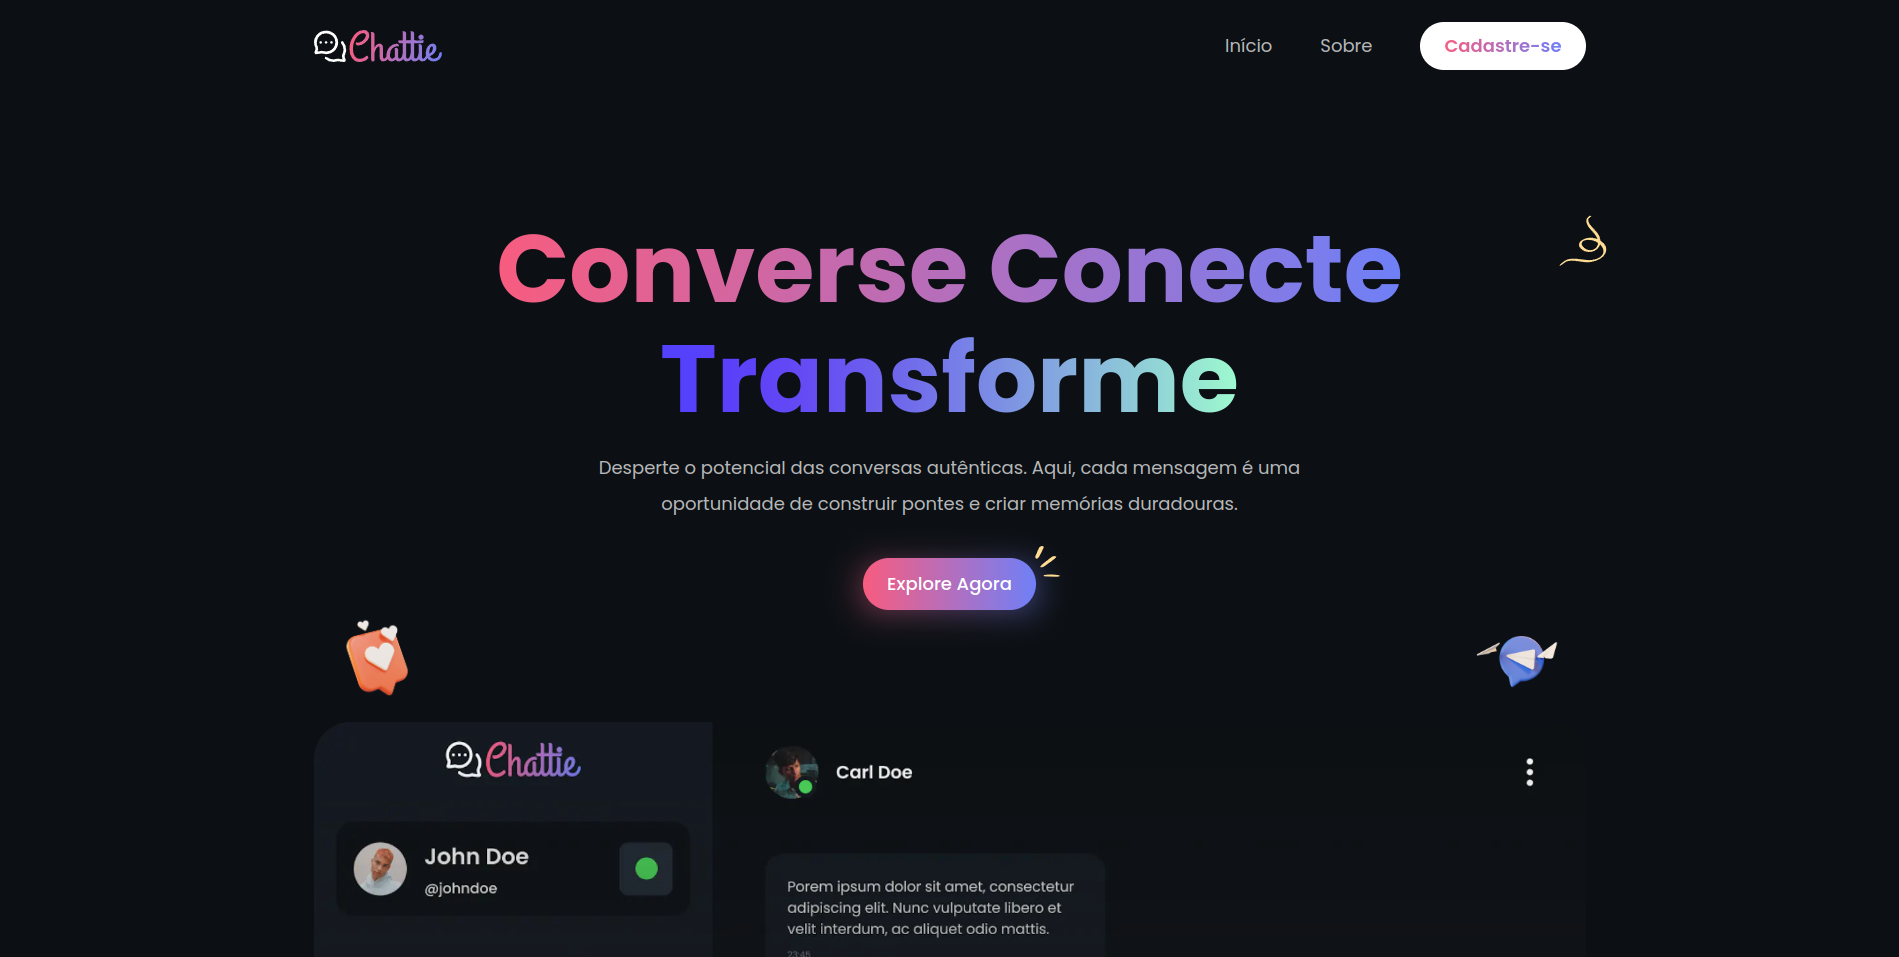 Chattie
Início
Sobre
Cadastre-se
Converse Conecte
Transforme
Desperte o potencial das conversas autênticas. Aqui, cada mensagem é uma
oportunidade de construir pontes e criar memórias duradouras.
Explore Agora
Chattie
John Doe
@johndoe
Carl Doe
Porem ipsum dolor sit amet, consectetur
adipiscing elit. Nunc vulputate libero et
velit interdum, ac aliquet odio mattis.
23:45